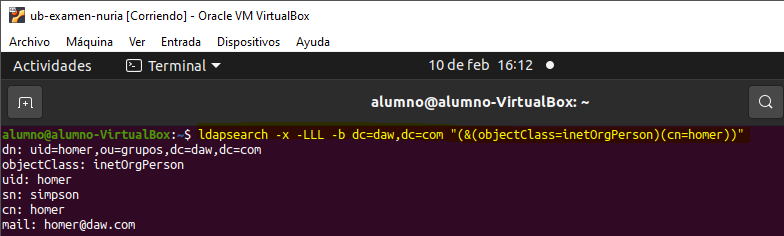 ub-examen-nuria [Corriendo] - Oracle VM VirtualBox
Archivo Máquina Ver Entrada Dispositivos Ayuda
Actividades Terminal 10 de feb 16:12
alumno@alumno-VirtualBox: ~
alumno@alumno-VirtualBox:~$ ldapsearch -x -LLL -b dc=daw,dc=com "(&(objectClass=inetOrgPerson)(cn=homer))"
dn: uid=homer,ou=grupos,dc=daw,dc=com
objectClass: inetOrgPerson
uid: homer
sn: simpson
cn: homer
mail: homer@daw.com